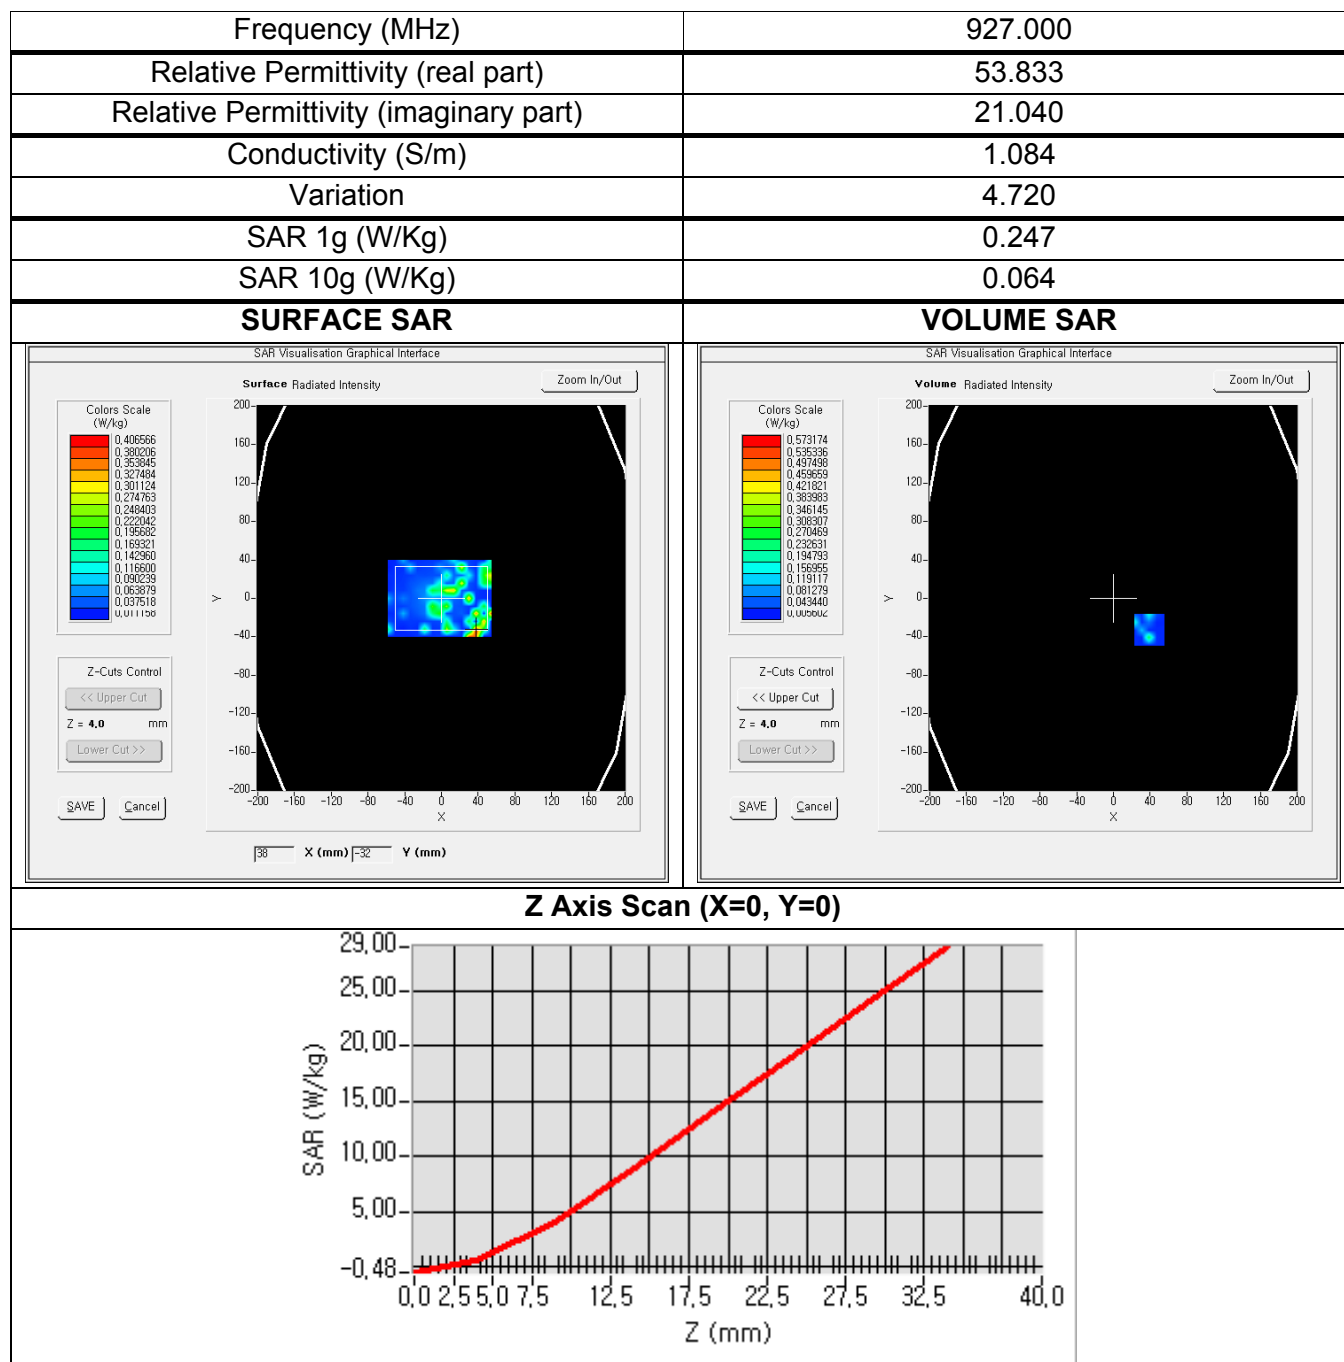 Frequency (MHz) 927.000
Relative Permittivity (real part) 53.833
Relative Permittivity (imaginary part) 21.040
Conductivity (S/m) 1.084
Variation 4.720
SAR 1g (W/Kg) 0.247
SAR 10g (W/Kg) 0.064
SURFACE SAR VOLUME SAR
SAR Visualisation Graphical Interface
Surface Radiated Intensity
Zoom In/Out
Colors Scale
(W/kg)
0,406566
0,380206
0,353845
0,327484
0,301124
0,274763
0,248403
0,222042
0,195682
0,169321
0,142960
0,116600
0,090239
0,063879
0,037518
0,011158
Z-Cuts Control
<< Upper Cut
Z = 4,0 mm
Lower Cut >>
SAVE Cancel
200
160
120
80
40
0
-40
-80
-120
-160
-200
Y
-200 -160 -120 -80 -40 0 40 80 120 160 200
X
38 X (mm) -32 Y (mm)
SAR Visualisation Graphical Interface
Volume Radiated Intensity
Zoom In/Out
Colors Scale
(W/kg)
0,573174
0,535336
0,497498
0,459659
0,421821
0,383983
0,346145
0,308307
0,270469
0,232631
0,194793
0,156955
0,119117
0,081279
0,043440
0,005602
Z-Cuts Control
<< Upper Cut
Z = 4,0 mm
Lower Cut >>
SAVE Cancel
200
160
120
80
40
0
-40
-80
-120
-160
-200
Y
-200 -160 -120 -80 -40 0 40 80 120 160 200
X
Z Axis Scan (X=0, Y=0)
29,00
25,00
20,00
15,00
10,00
5,00
-0,48
SAR (W/kg)
0,0 2,5 5,0 7,5 12,5 17,5 22,5 27,5 32,5 40,0
Z (mm)